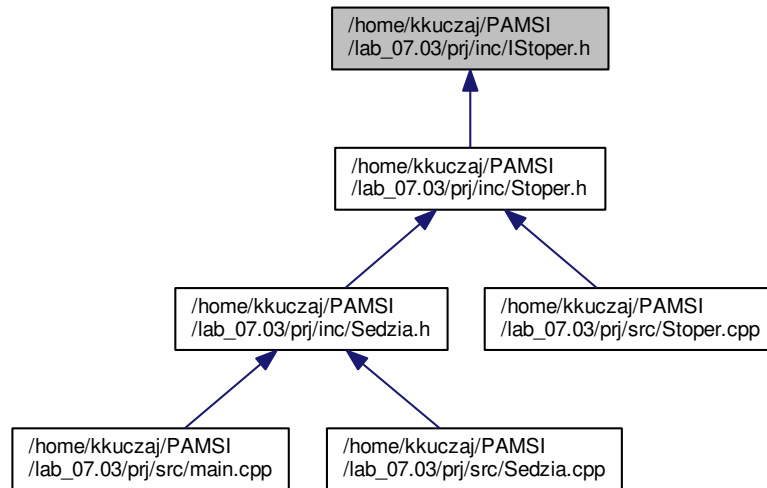 /home/kkuczaj/PAMSI
/lab_07.03/prj/inc/IStoper.h
/home/kkuczaj/PAMSI
/lab_07.03/prj/inc/Stoper.h
/home/kkuczaj/PAMSI
/lab_07.03/prj/inc/Sedzia.h
/home/kkuczaj/PAMSI
/lab_07.03/prj/src/Stoper.cpp
/home/kkuczaj/PAMSI
/lab_07.03/prj/src/main.cpp
/home/kkuczaj/PAMSI
/lab_07.03/prj/src/Sedzia.cpp